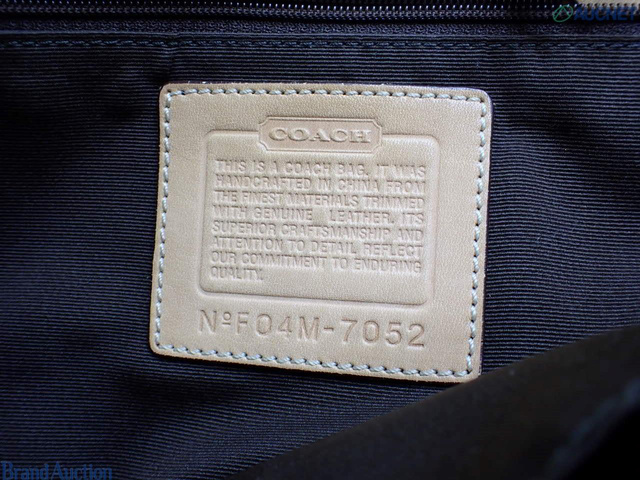 COACH
THIS IS A COACH BAG. IT WAS
HANDCRAFTED IN CHINA FROM
THE FINEST MATERIALS TRIMMED
WITH GENUINE LEATHER. ITS
SUPERIOR CRAFTSMANSHIP AND
ATTENTION TO DETAIL REFLECT
OUR COMMITMENT TO ENDURING
QUALITY.
NºF04M-7052
Brand Auction